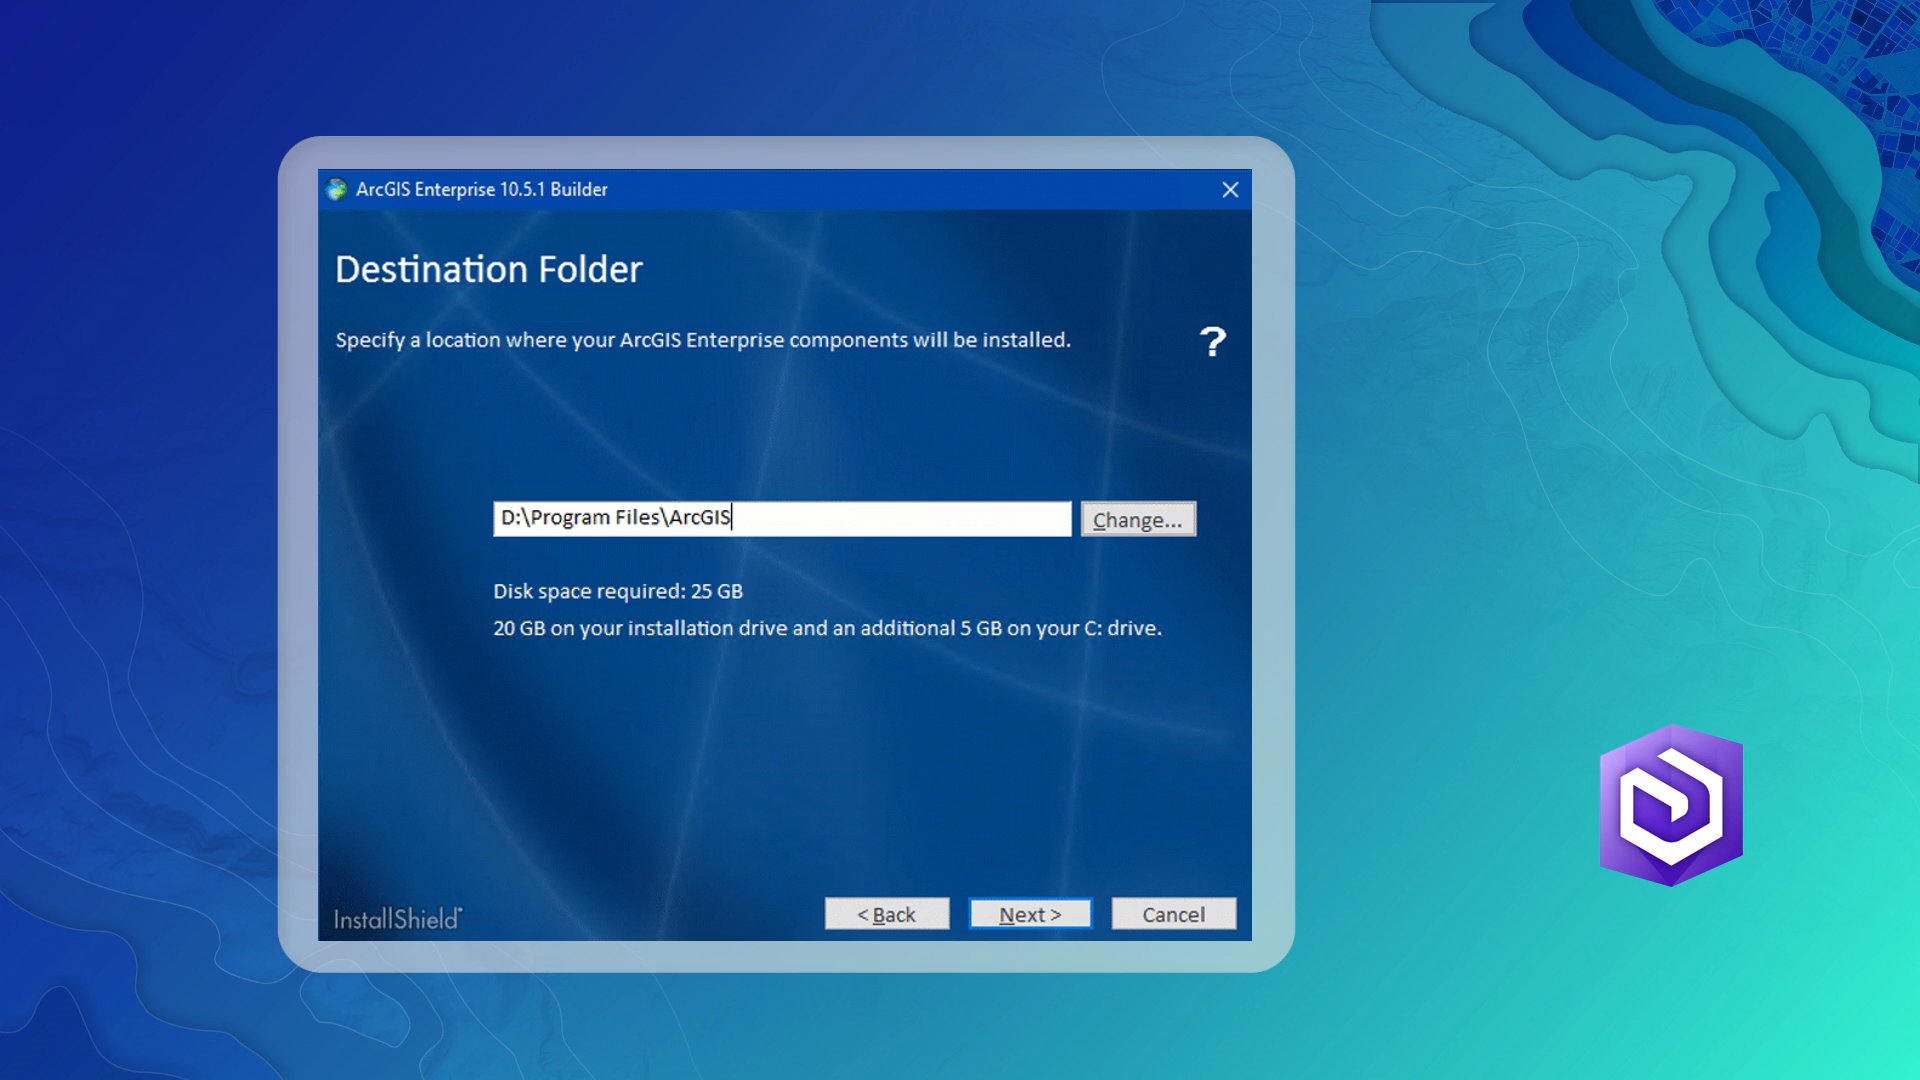 ArcGIS Enterprise 10.5.1 Builder
Destination Folder
Specify a location where your ArcGIS Enterprise components will be installed.
?
D:\Program Files\ArcGIS
Change...
Disk space required: 25 GB
20 GB on your installation drive and an additional 5 GB on your C: drive.
InstallShield
< Back
Next >
Cancel